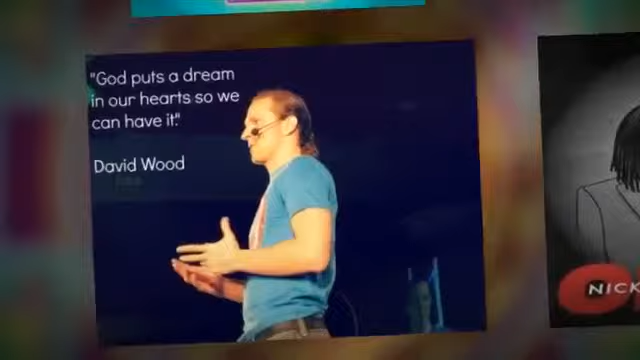 "God puts a dream
in our hearts so we
can have it."
David Wood
NICK